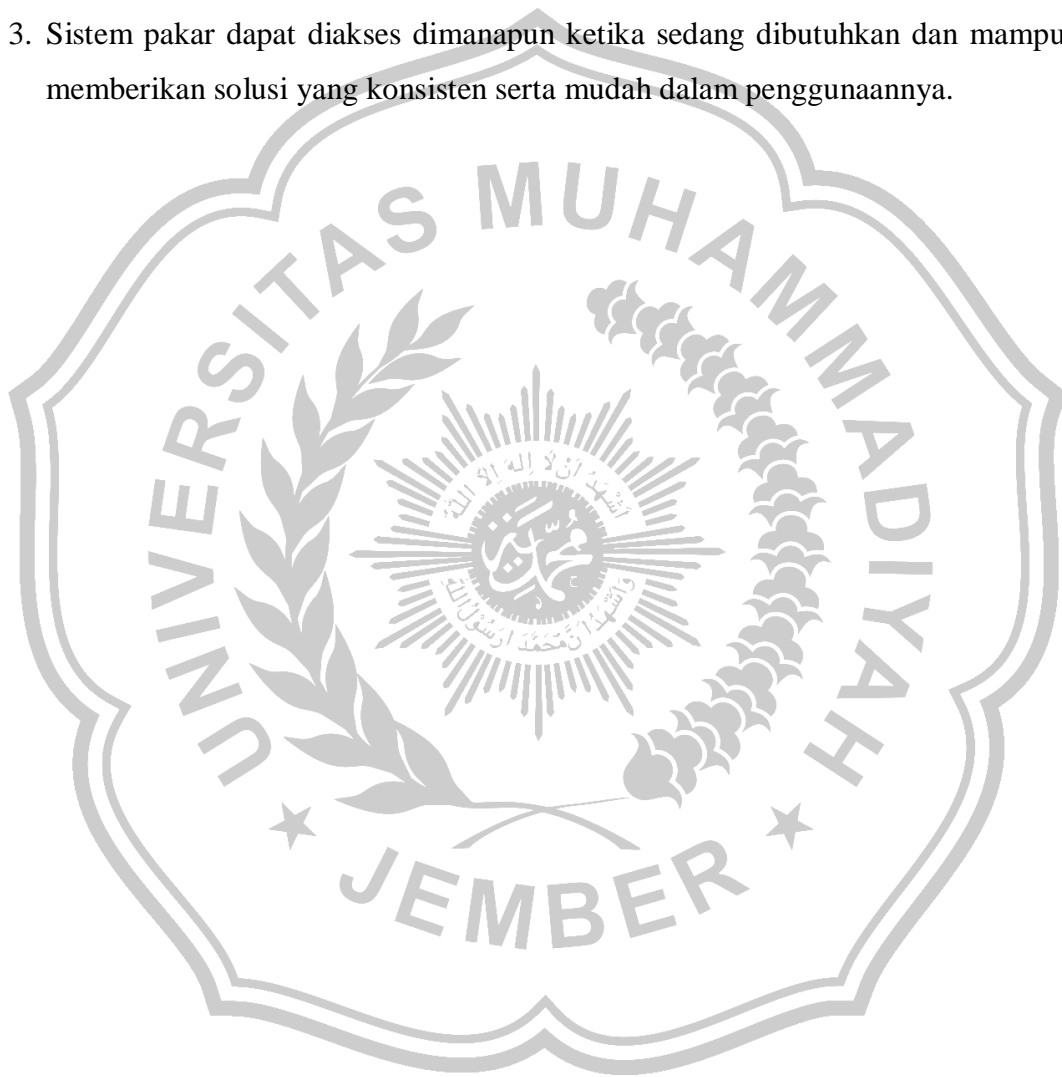 3. Sistem pakar dapat diakses dimanapun ketika sedang dibutuhkan dan mampu
memberikan solusi yang konsisten serta mudah dalam penggunaannya.
UNIVERSITAS MUHAMMADIYAH
JEMBER